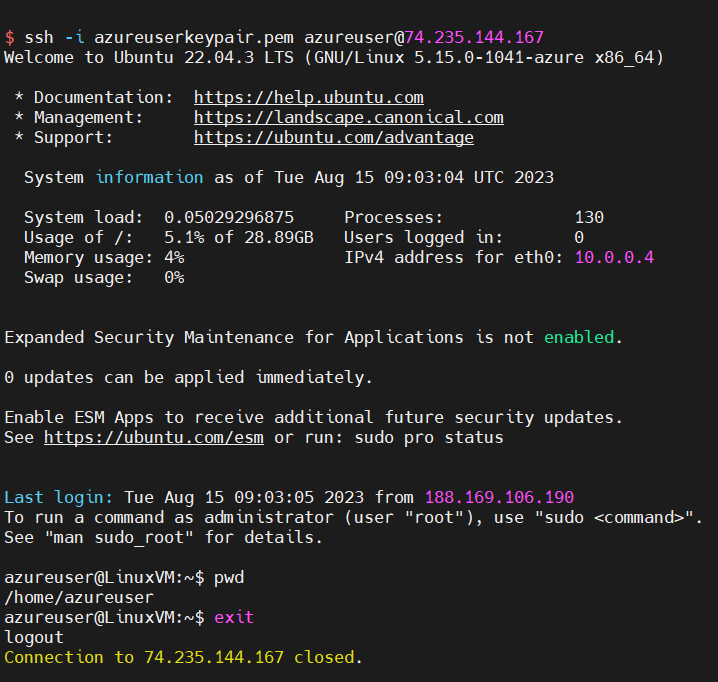 $ ssh -i azureuserkeypair.pem azureuser@74.235.144.167
Welcome to Ubuntu 22.04.3 LTS (GNU/Linux 5.15.0-1041-azure x86_64)
* Documentation:  https://help.ubuntu.com
* Management:     https://landscape.canonical.com
* Support:        https://ubuntu.com/advantage
System information as of Tue Aug 15 09:03:04 UTC 2023
System load:  0.05029296875     Processes:             130
Usage of /:   5.1% of 28.89GB   Users logged in:       0
Memory usage: 4%                IPv4 address for eth0: 10.0.0.4
Swap usage:   0%
Expanded Security Maintenance for Applications is not enabled.
0 updates can be applied immediately.
Enable ESM Apps to receive additional future security updates.
See https://ubuntu.com/esm or run: sudo pro status
Last login: Tue Aug 15 09:03:05 2023 from 188.169.106.190
To run a command as administrator (user "root"), use "sudo <command>".
See "man sudo_root" for details.
azureuser@LinuxVM:~$ pwd
/home/azureuser
azureuser@LinuxVM:~$ exit
logout
Connection to 74.235.144.167 closed.